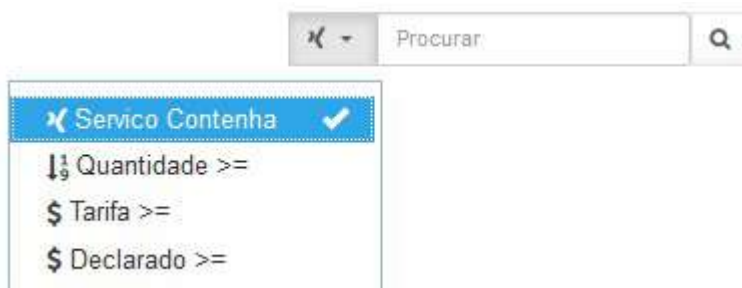 Procurar
Servico Contenha
Quantidade >=
$ Tarifa >=
$ Declarado >=